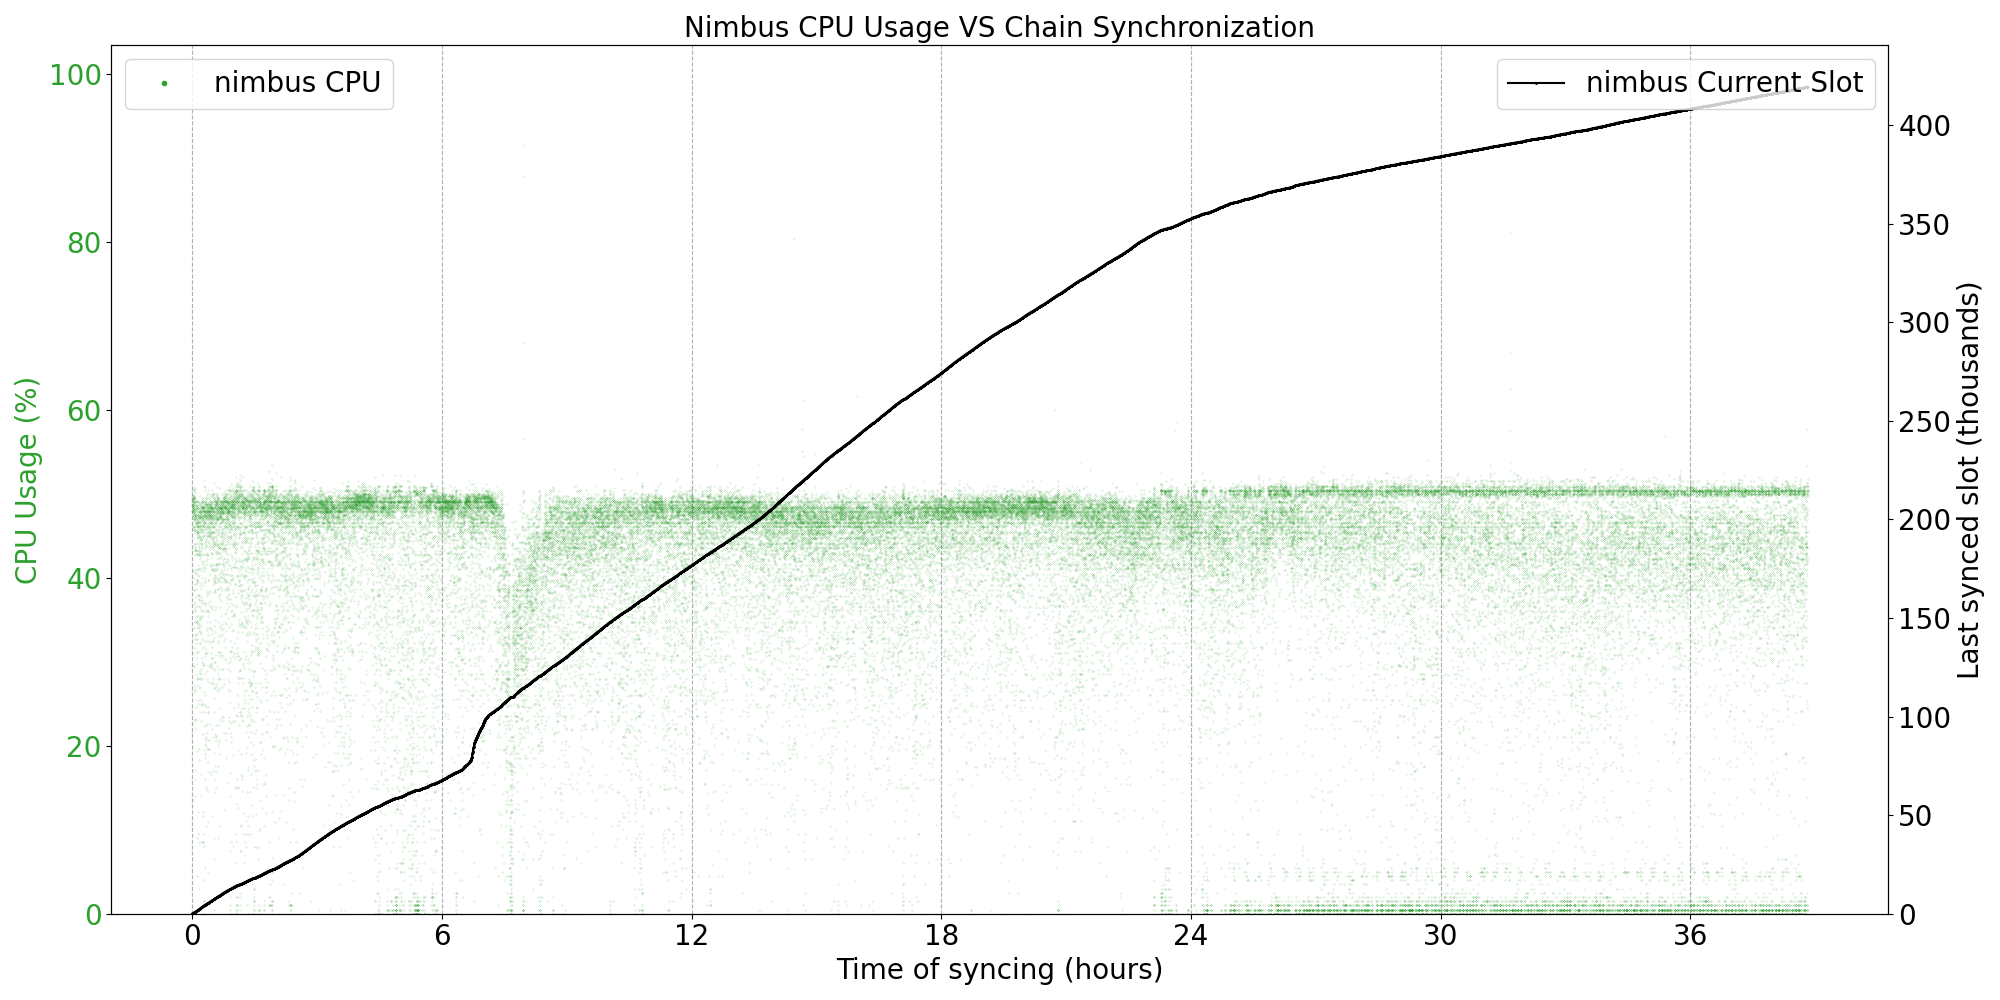 Nimbus CPU Usage VS Chain Synchronization
nimbus CPU
nimbus Current Slot
CPU Usage (%)
100
80
60
40
20
0
Last synced slot (thousands)
400
350
300
250
200
150
100
50
0
0 6 12 18 24 30 36
Time of syncing (hours)